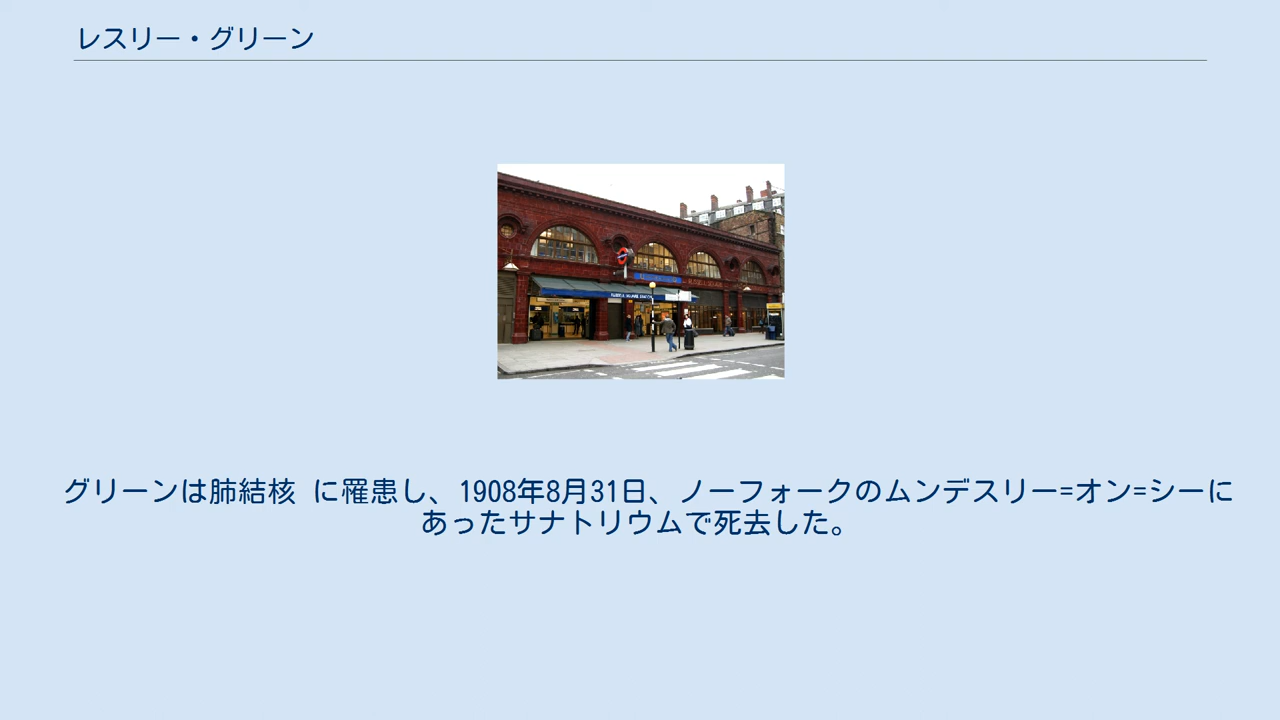 レスリー・グリーン
グリーンは肺結核 に罹患し、1908年8月31日、ノーフォークのムンデスリー=オン=シーに
あったサナトリウムで死去した。